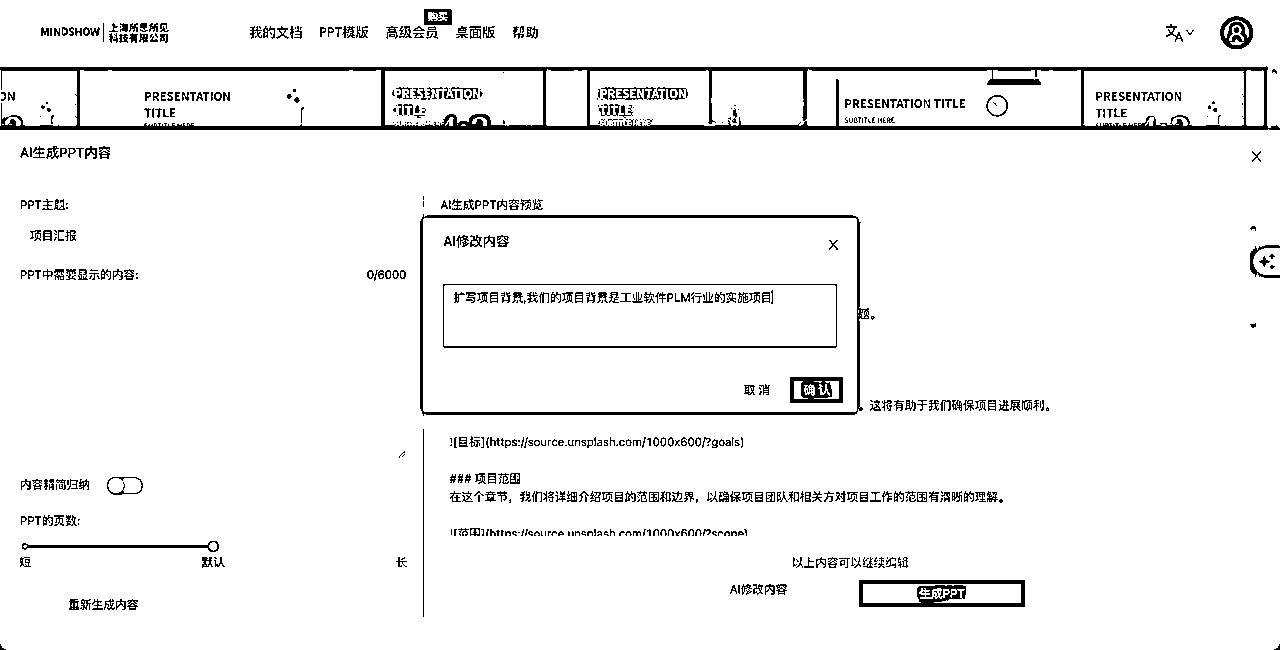 MINDSHOW 上海所思所见
科技有限公司
我的文档 PPT模版 高级会员 桌面版 帮助
购买
PRESENTATION
TITLE
SUBTITLE HERE
PRESENTATION
TITLE
PRESENTATION
TITLE
PRESENTATION TITLE
SUBTITLE HERE
PRESENTATION
TITLE
SUBTITLE HERE
AI生成PPT内容
PPT主题:
项目汇报
PPT中需要显示的内容:
0/6000
内容精简归纳
PPT的页数:
短 默认 长
重新生成内容
AI生成PPT内容预览
AI修改内容
扩写项目背景,我们的项目背景是工业软件PLM行业的实施项目
取 消 确 认
题。
。这将有助于我们确保项目进展顺利。
![目标](https://source.unsplash.com/1000x600/?goals)
### 项目范围
在这个章节，我们将详细介绍项目的范围和边界，以确保项目团队和相关方对项目工作的范围有清晰的理解。
![范围](https://source.unsplash.com/1000x600/?scope)
以上内容可以继续编辑
AI修改内容 生成PPT